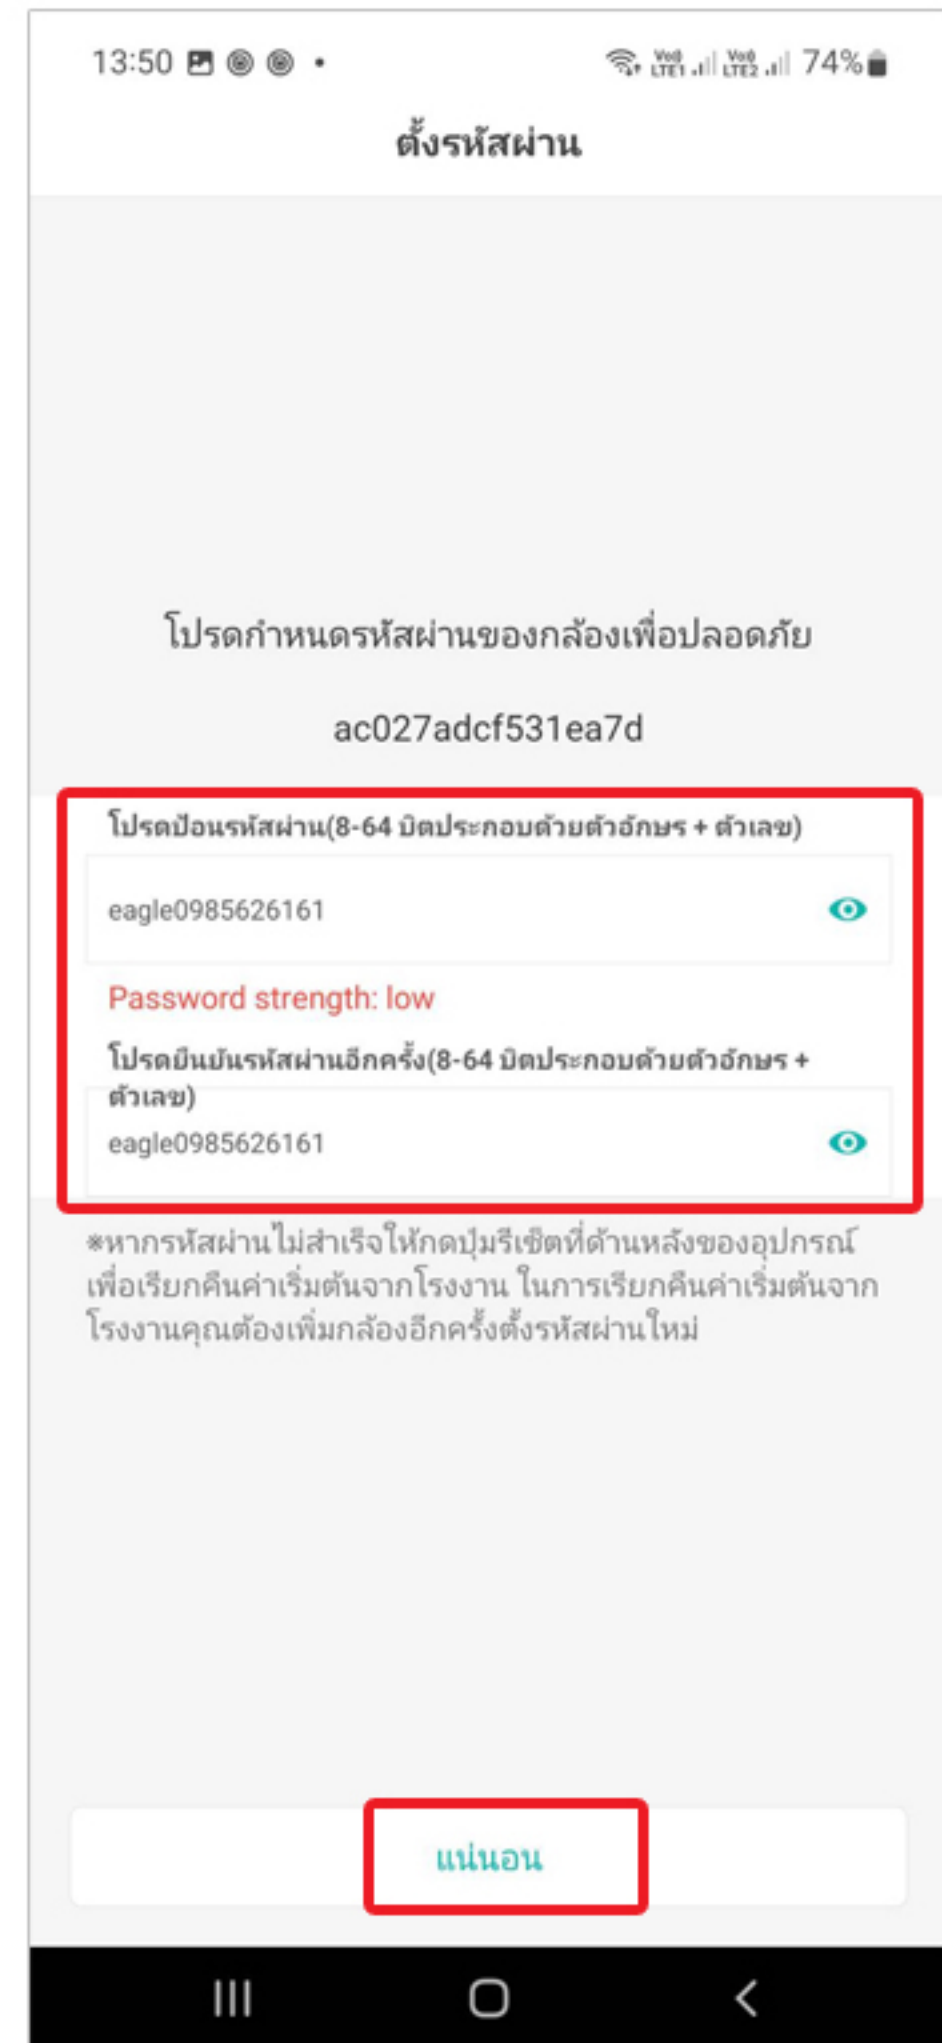 13:50
VoII LTE1 VoII LTE2 74%
ตั้งรหัสผ่าน
โปรดกำหนดรหัสผ่านของกล้องเพื่อปลอดภัย
ac027adcf531ea7d
โปรดป้อนรหัสผ่าน(8-64 บิตประกอบด้วยตัวอักษร + ตัวเลข)
eagle0985626161
Password strength: low
โปรดยืนยันรหัสผ่านอีกครั้ง(8-64 บิตประกอบด้วยตัวอักษร +
ตัวเลข)
eagle0985626161
*หากรหัสผ่านไม่สำเร็จให้กดปุ่มรีเซ็ตที่ด้านหลังของอุปกรณ์
เพื่อเรียกคืนค่าเริ่มต้นจากโรงงาน ในการเรียกคืนค่าเริ่มต้นจาก
โรงงานคุณต้องเพิ่มกล้องอีกครั้งตั้งรหัสผ่านใหม่
แน่นอน